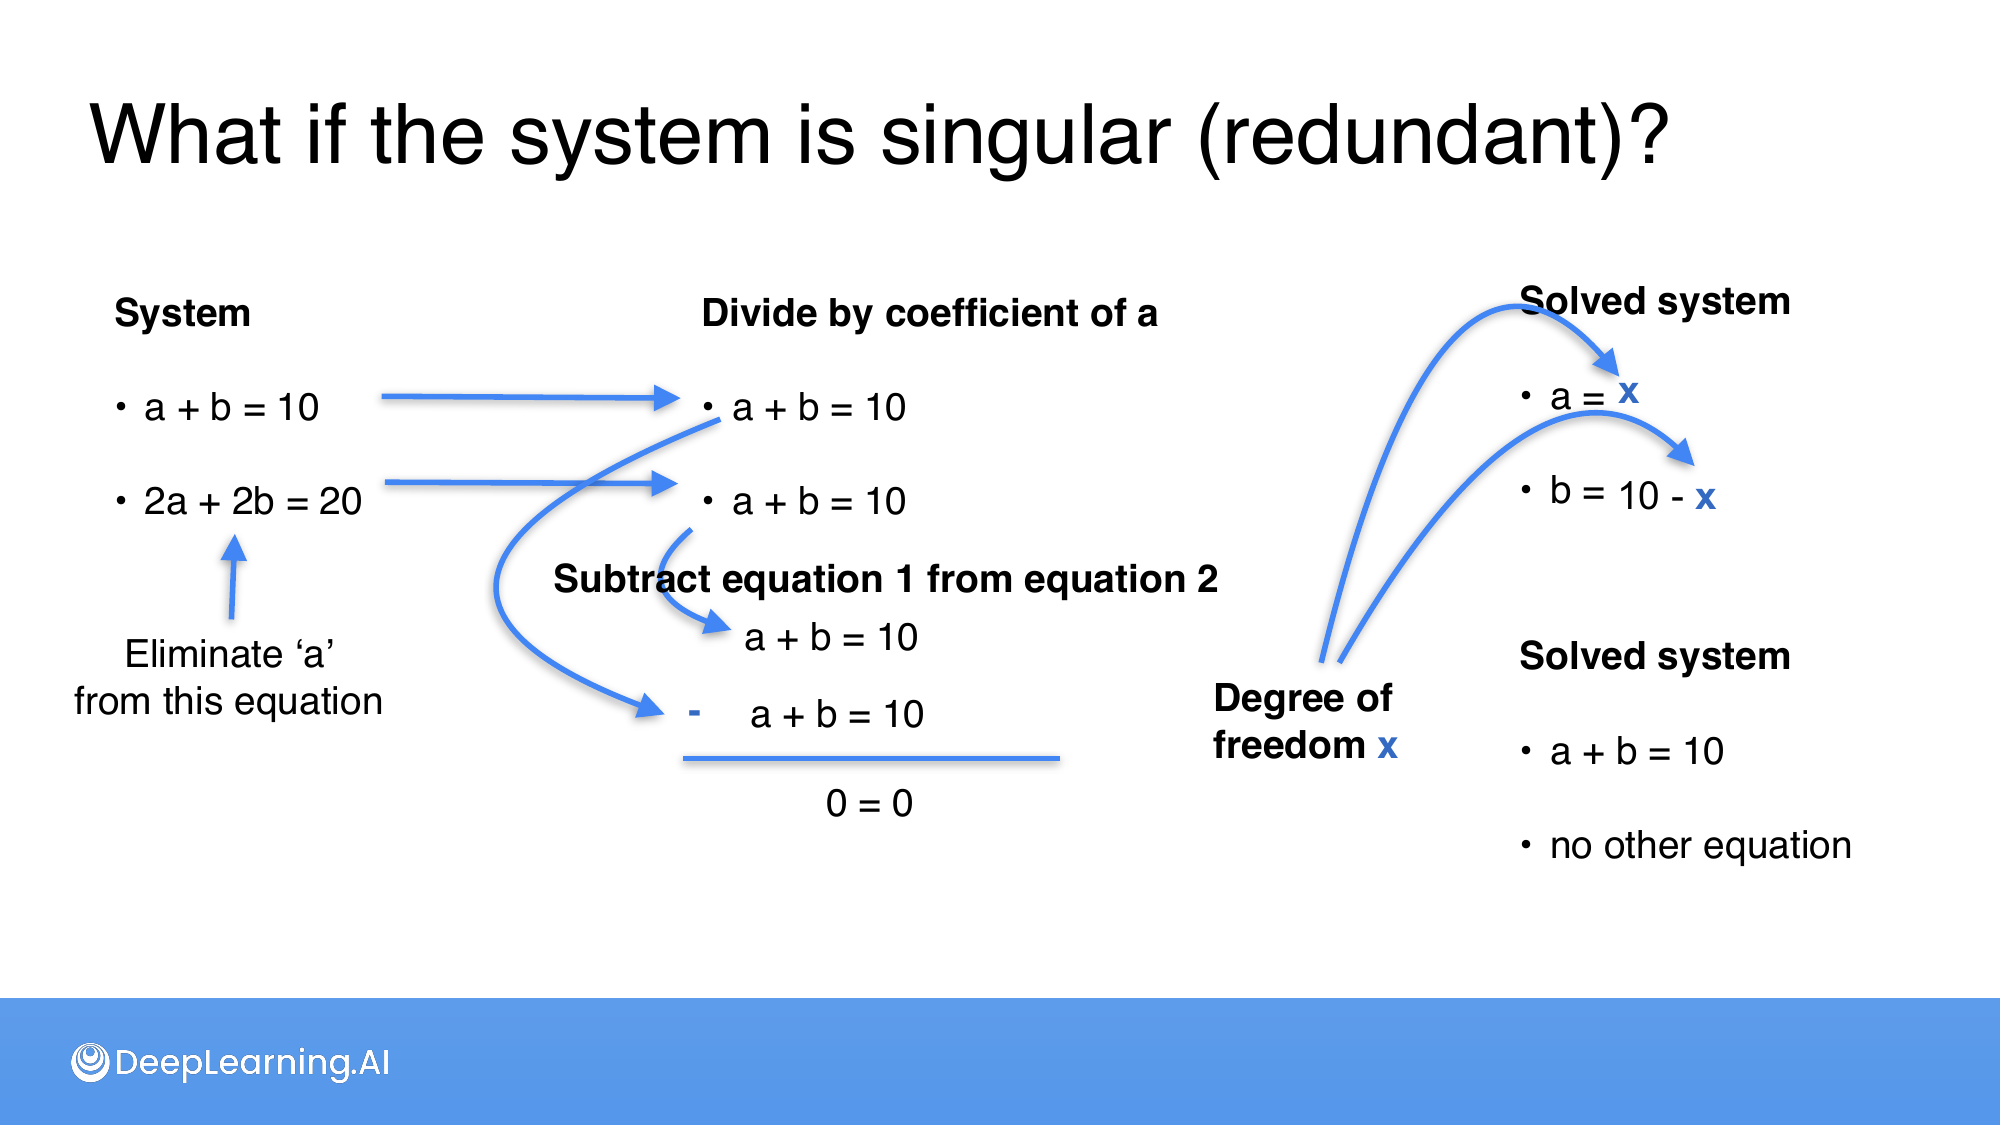 What if the system is singular (redundant)?
System
• a + b = 10
• 2a + 2b = 20
Eliminate ‘a’
from this equation
Divide by coefficient of a
• a + b = 10
• a + b = 10
Subtract equation 1 from equation 2
a + b = 10
- a + b = 10
0 = 0
Degree of
freedom x
Solved system
• a = x
• b = 10 - x
Solved system
• a + b = 10
• no other equation
DeepLearning.AI